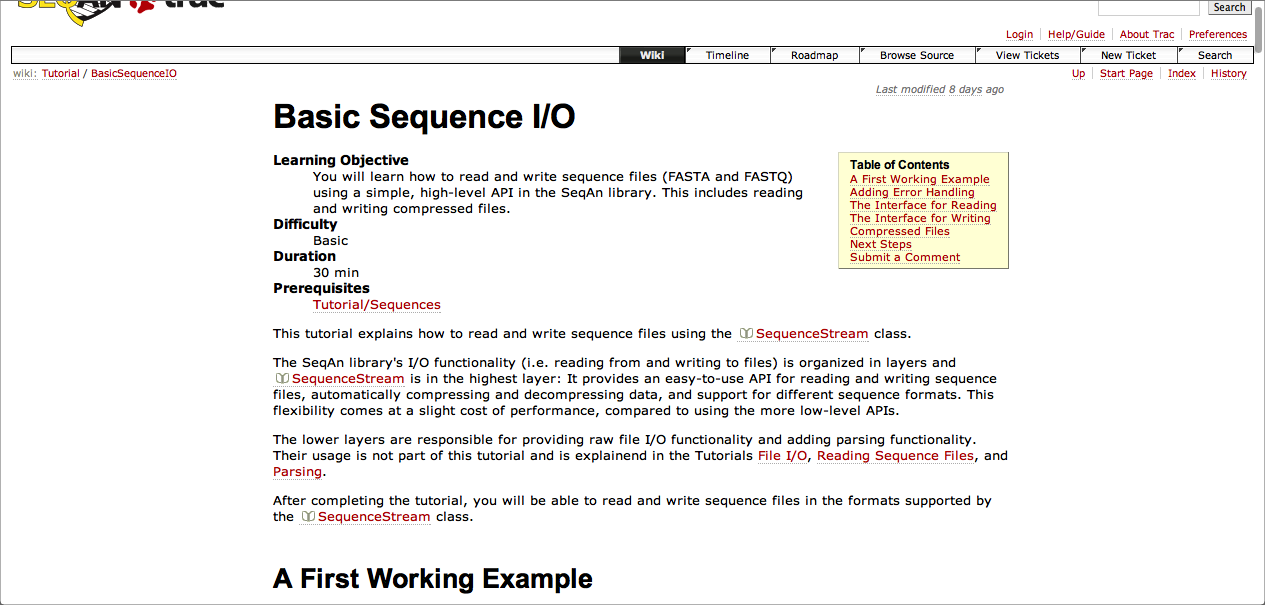 SEQAN trac
Search
Login Help/Guide About Trac Preferences
Wiki Timeline Roadmap Browse Source View Tickets New Ticket Search
wiki: Tutorial / BasicSequenceIO
Up Start Page Index History
Last modified 8 days ago
Basic Sequence I/O
Learning Objective
You will learn how to read and write sequence files (FASTA and FASTQ)
using a simple, high-level API in the SeqAn library. This includes reading
and writing compressed files.
Difficulty
Basic
Duration
30 min
Prerequisites
Tutorial/Sequences
Table of Contents
A First Working Example
Adding Error Handling
The Interface for Reading
The Interface for Writing
Compressed Files
Next Steps
Submit a Comment
This tutorial explains how to read and write sequence files using the SequenceStream class.
The SeqAn library's I/O functionality (i.e. reading from and writing to files) is organized in layers and
SequenceStream is in the highest layer: It provides an easy-to-use API for reading and writing sequence
files, automatically compressing and decompressing data, and support for different sequence formats. This
flexibility comes at a slight cost of performance, compared to using the more low-level APIs.
The lower layers are responsible for providing raw file I/O functionality and adding parsing functionality.
Their usage is not part of this tutorial and is explainend in the Tutorials File I/O, Reading Sequence Files, and
Parsing.
After completing the tutorial, you will be able to read and write sequence files in the formats supported by
the SequenceStream class.
A First Working Example